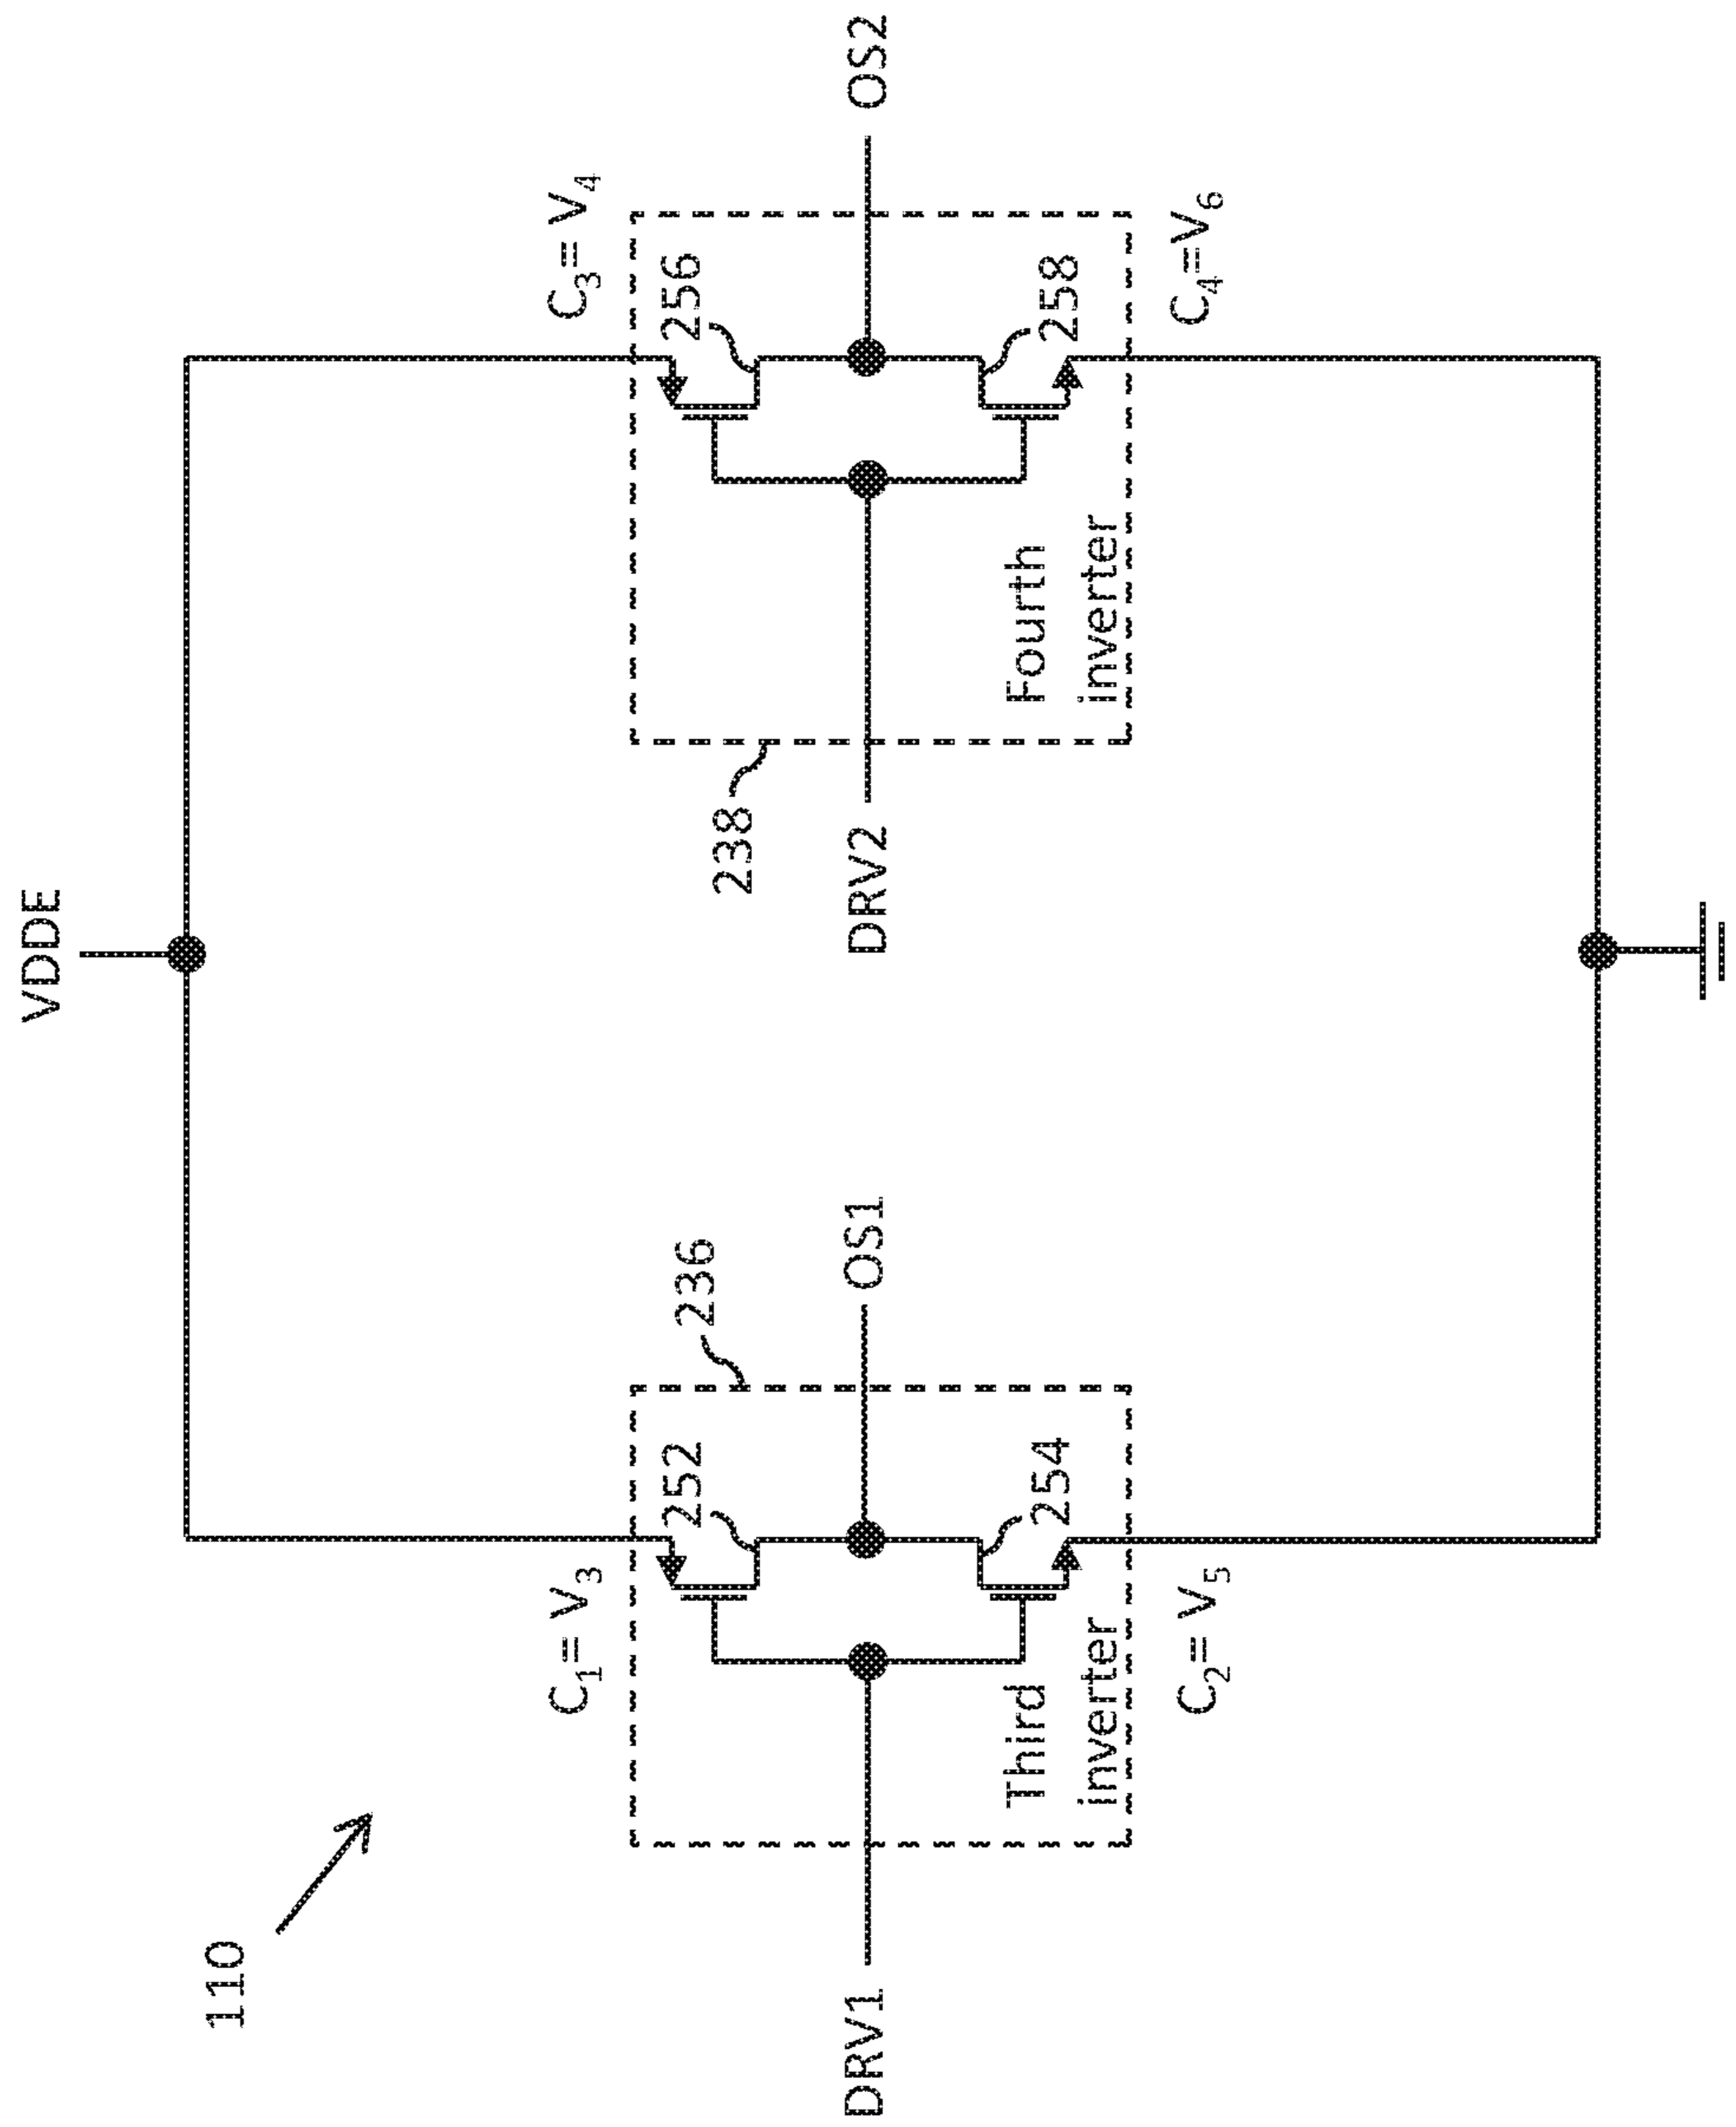 110
VDDE
C₁= V₃
C₃= V₄
252
236
256
DRV1
OS1
238
DRV2
OS2
Third
inverter
254
Fourth
inverter
258
C₂= V₅
C₄=V₆